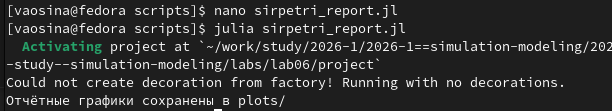 [vaosina@fedora scripts]$ nano sirpetri_report.jl
[vaosina@fedora scripts]$ julia sirpetri_report.jl
  Activating project at `~/work/study/2026-1/2026-1==simulation-modeling/202
-study--simulation-modeling/labs/lab06/project`
Could not create decoration from factory! Running with no decorations.
Отчётные графики сохранены в plots/